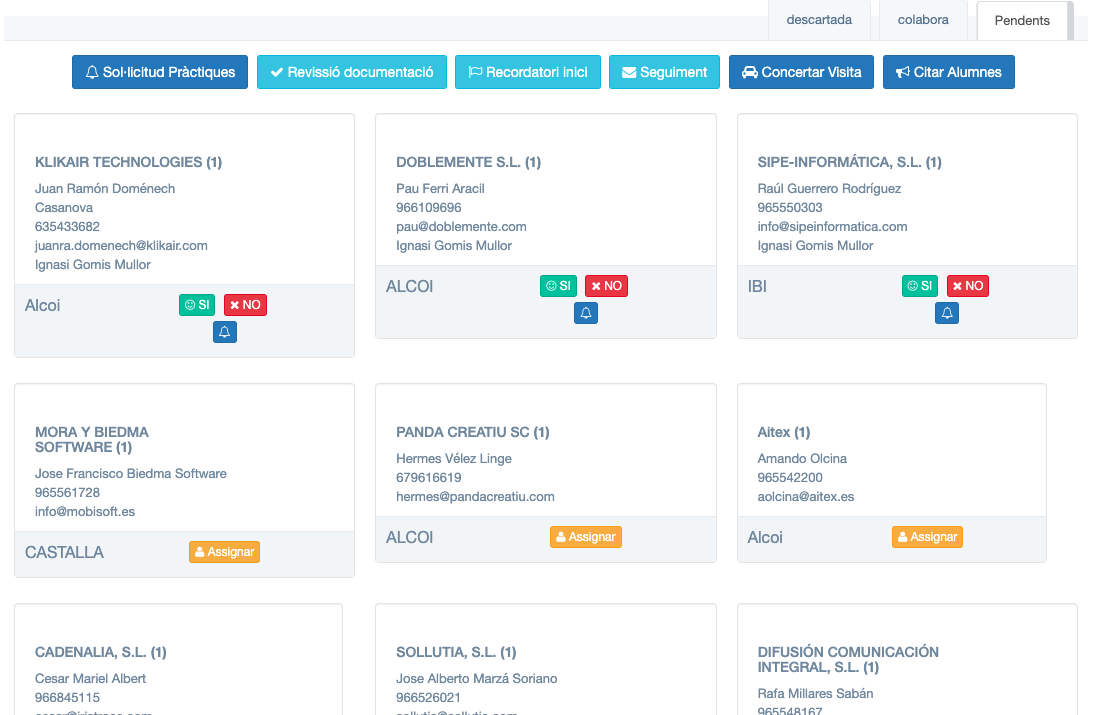 descartada
colabora
Pendents
Sol·licitud Pràctiques
Revissió documentació
Recordatori inici
Seguiment
Concertar Visita
Citar Alumnes
KLIKAIR TECHNOLOGIES (1)
Juan Ramón Doménech
Casanova
635433682
juanra.domenech@klikair.com
Ignasi Gomis Mullor
Alcoi
SI
NO
DOBLEMENTE S.L. (1)
Pau Ferri Aracil
966109696
pau@doblemente.com
Ignasi Gomis Mullor
ALCOI
SI
NO
SIPE-INFORMÁTICA, S.L. (1)
Raúl Guerrero Rodríguez
965550303
info@sipeinformatica.com
Ignasi Gomis Mullor
IBI
SI
NO
MORA Y BIEDMA
SOFTWARE (1)
Jose Francisco Biedma Software
965561728
info@mobisoft.es
CASTALLA
Assignar
PANDA CREATIU SC (1)
Hermes Vélez Linge
679616619
hermes@pandacreatiu.com
ALCOI
Assignar
Aitex (1)
Amando Olcina
965542200
aolcina@aitex.es
Alcoi
Assignar
CADENALIA, S.L. (1)
Cesar Mariel Albert
966845115
SOLLUTIA, S.L. (1)
Jose Alberto Marzá Soriano
966526021
DIFUSIÓN COMUNICACIÓN
INTEGRAL, S.L. (1)
Rafa Millares Sabán
965548167